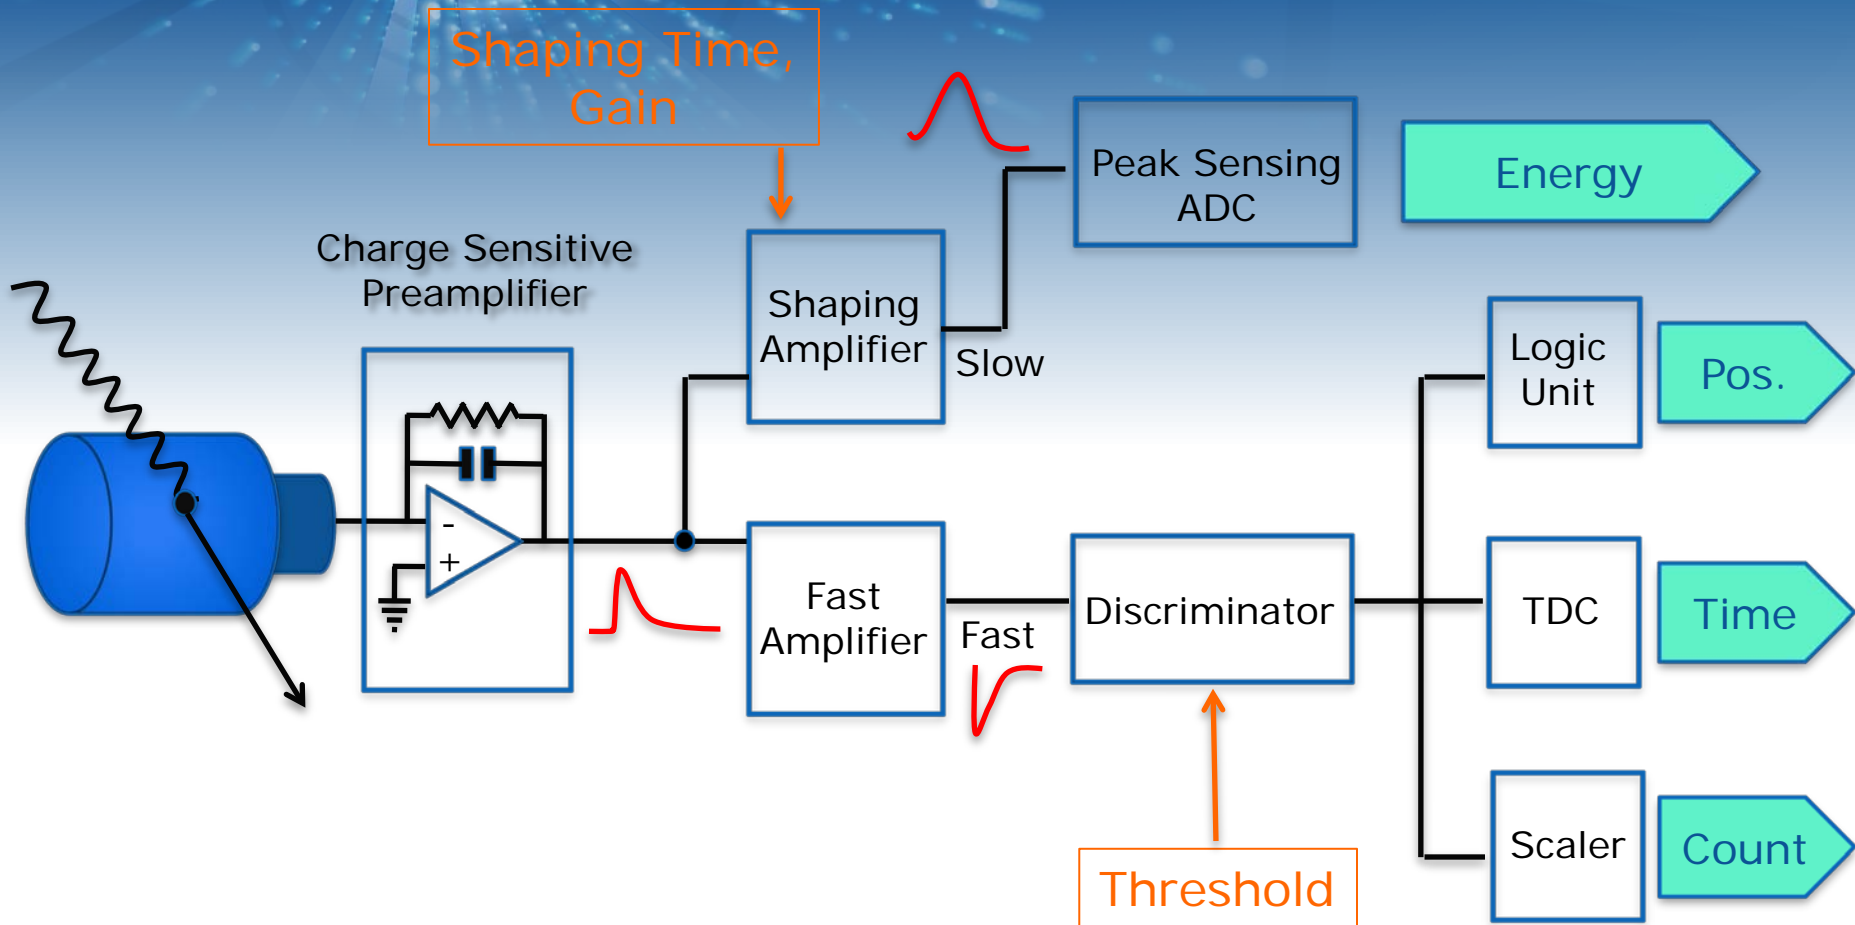 Shaping Time,
Gain
Peak Sensing
ADC
Energy
Charge Sensitive
Preamplifier
Shaping
Amplifier
Slow
Logic
Unit
Pos.
-
+
Fast
Amplifier
Fast
Discriminator
TDC
Time
Scaler
Count
Threshold